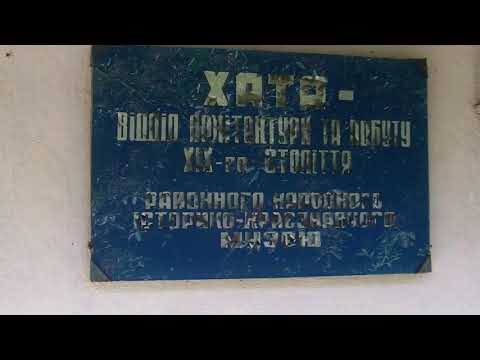 ХАТА -
ВІДДІЛ АРХІТЕКТУРИ ТА ПОБУТУ
XIX-го СТОЛІТТЯ
РАЙОННОГО НАРОДНОГО
ІСТОРИКО-КРАЄЗНАВЧОГО
МУЗЕЮ